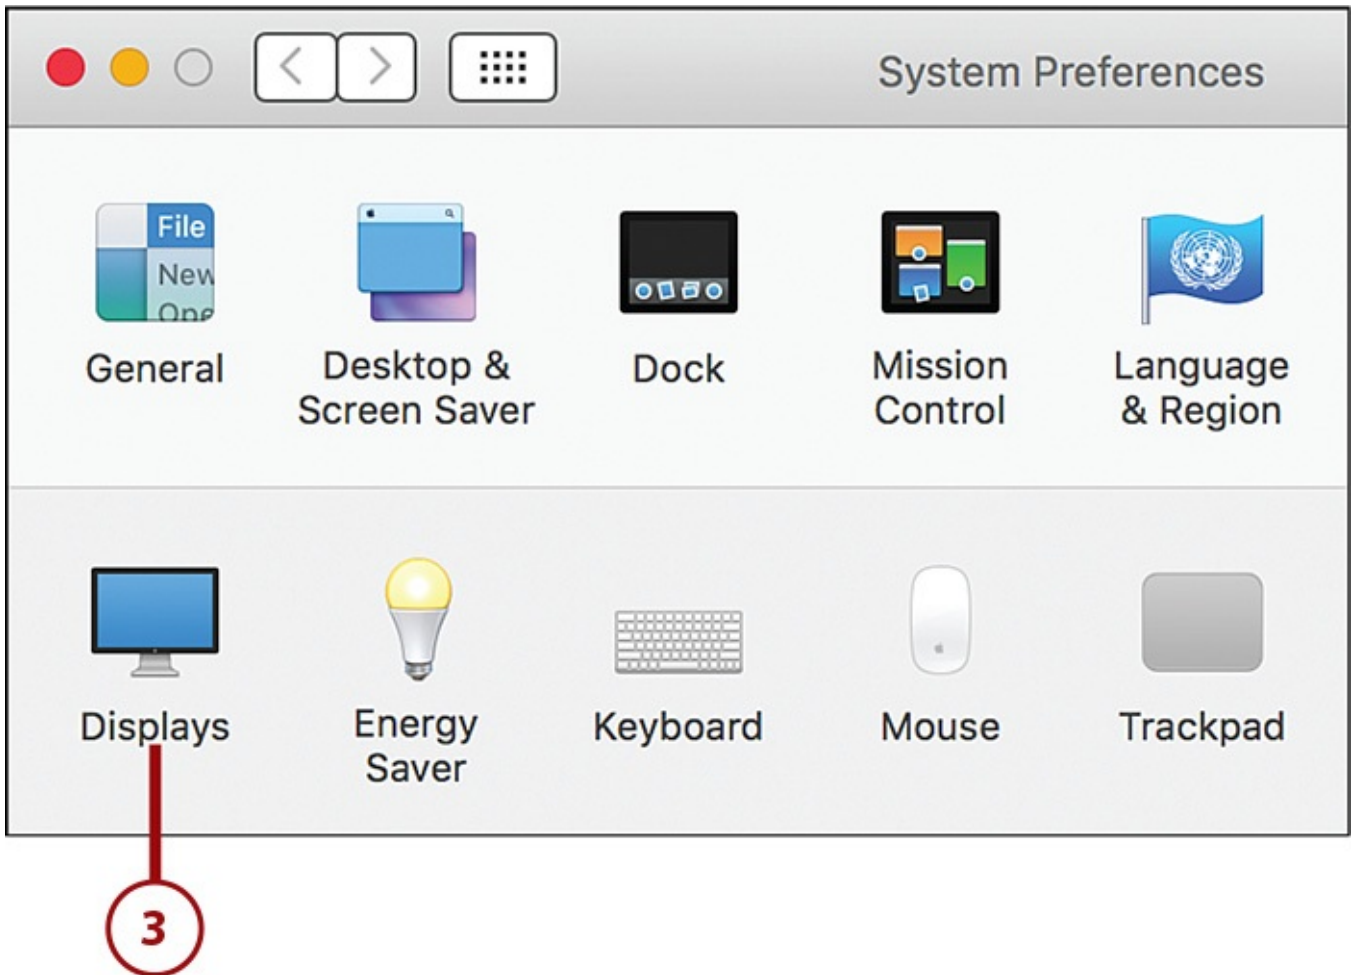 System Preferences
File
New
Ope
General
Desktop &
Screen Saver
Dock
Mission
Control
Language
& Region
Displays
Energy
Saver
Keyboard
Mouse
Trackpad
3